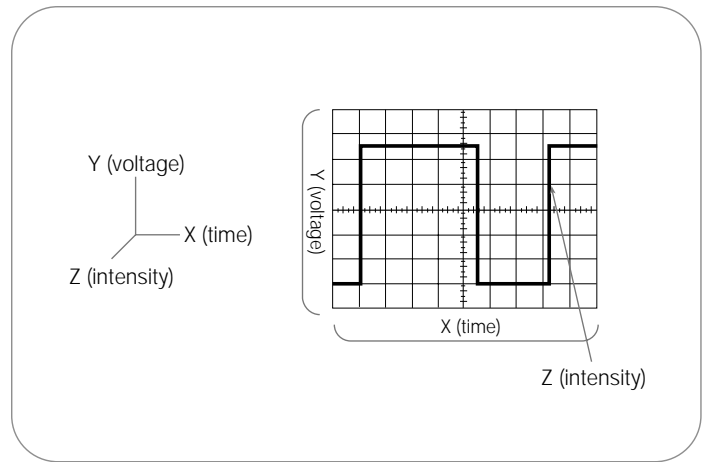 Y (voltage)
X (time)
Z (intensity)
Y (voltage)
X (time)
Z (intensity)